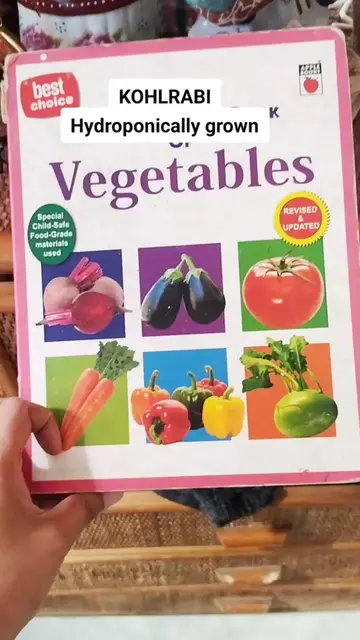 best
choice
APPLE
BOOKS
KOHLRABI
Hydroponically grown
Vegetables
Special
Child-Safe
Food-Grade
materials
used
REVISED
&
UPDATED